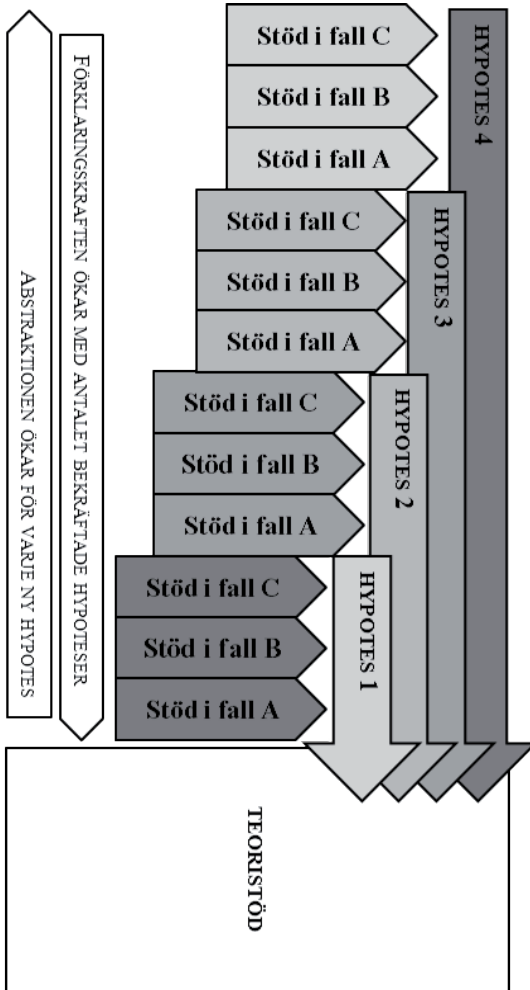 Stöd i fall C
Stöd i fall B
Stöd i fall A
HYPOTES 4
Stöd i fall C
Stöd i fall B
Stöd i fall A
HYPOTES 3
Stöd i fall C
Stöd i fall B
Stöd i fall A
HYPOTES 2
Stöd i fall C
Stöd i fall B
Stöd i fall A
HYPOTES 1
TEORISTÖD
FÖRKLARINGSKRAFTEN ÖKAR MED ANTALET BEKRÄFTADE HYPOTESER
ABSTRAKTIONEN ÖKAR FÖR VARJE NY HYPOTES